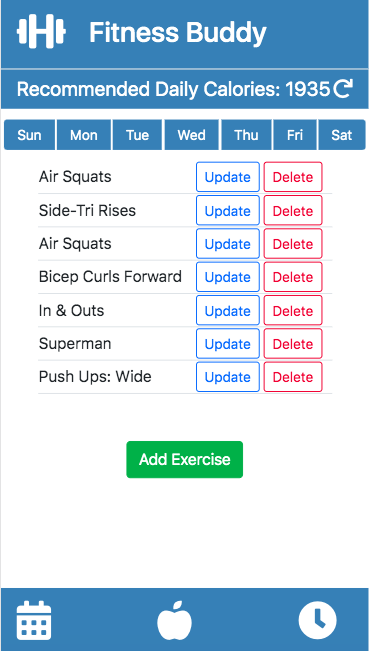 Fitness Buddy
Recommended Daily Calories: 1935
Sun Mon Tue Wed Thu Fri Sat
Air Squats Update Delete
Side-Tri Rises Update Delete
Air Squats Update Delete
Bicep Curls Forward Update Delete
In & Outs Update Delete
Superman Update Delete
Push Ups: Wide Update Delete
Add Exercise